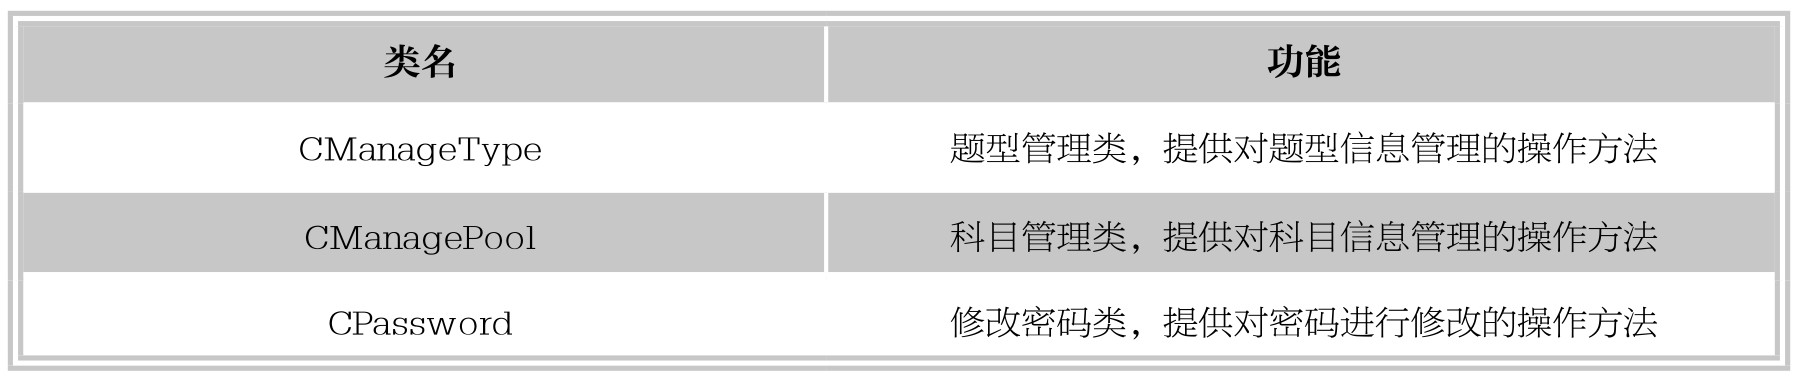 类名 功能
CManageType 题型管理类，提供对题型信息管理的操作方法
CManagePool 科目管理类，提供对科目信息管理的操作方法
CPassword 修改密码类，提供对密码进行修改的操作方法